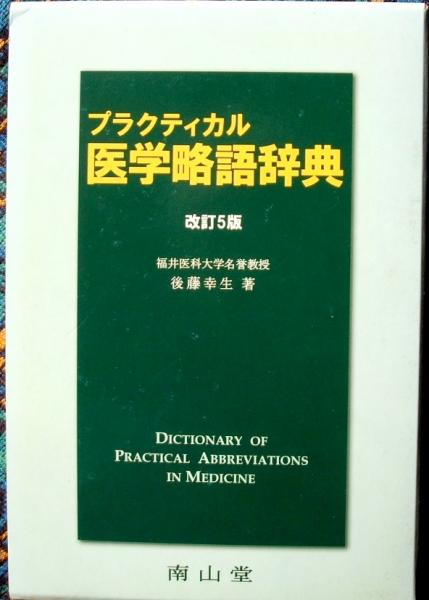 プラクティカル
医学略語辞典
改訂5版
福井医科大学名誉教授
後藤幸生 著
DICTIONARY OF
PRACTICAL ABBREVIATIONS
IN MEDICINE
南山堂